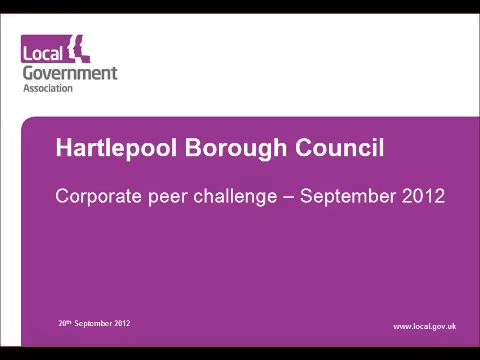 Local
Government
Association
Hartlepool Borough Council
Corporate peer challenge – September 2012
20th September 2012
www.local.gov.uk